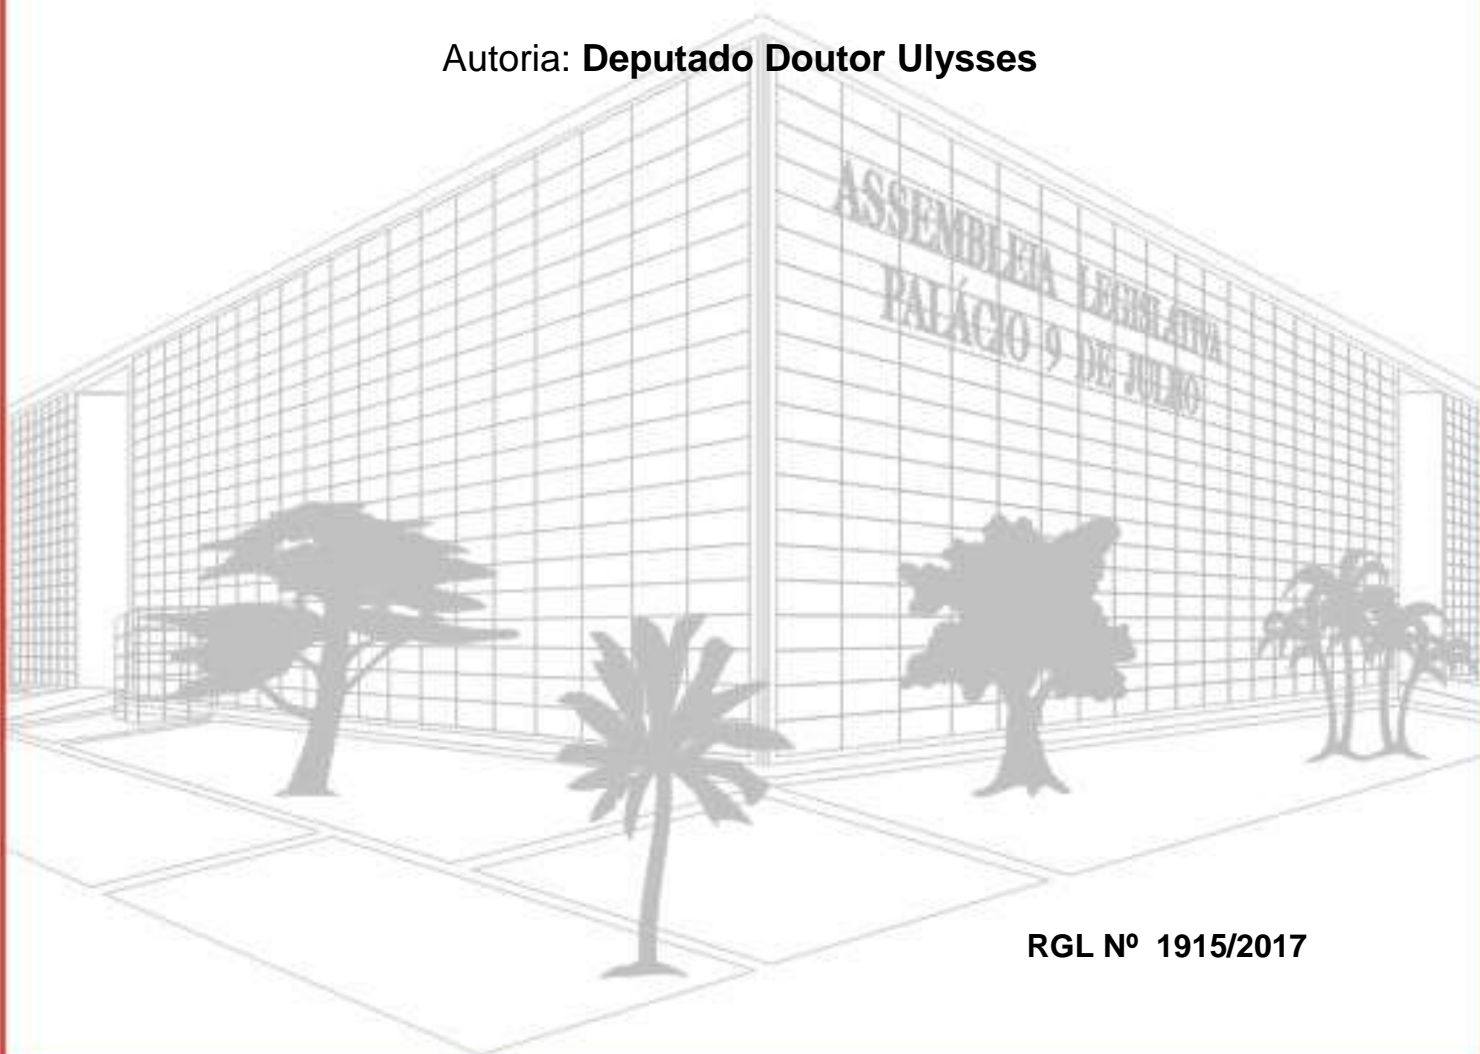 Autoria: Deputado Doutor Ulysses
ASSEMBLEIA LEGISLATIVA
PALÁCIO 9 DE JULHO
RGL Nº 1915/2017